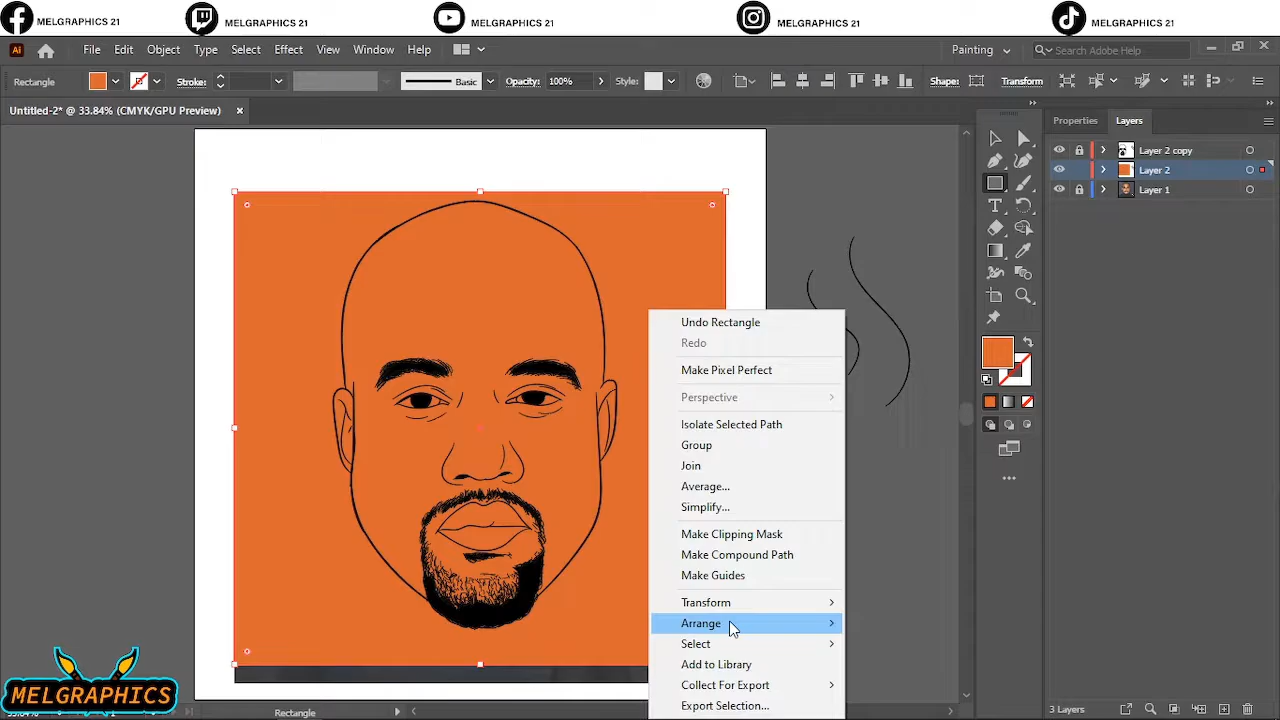 MELGRAPHICS 21
MELGRAPHICS 21
MELGRAPHICS 21
MELGRAPHICS 21
MELGRAPHICS 21
Ai File Edit Object Type Select Effect View Window Help
Painting
Search Adobe Help
Rectangle
Stroke:
Basic
Opacity: 100%
Style:
Shape:
Transform
Untitled-2* @ 33.84% (CMYK/GPU Preview)
Properties
Layers
Layer 2 copy
Layer 2
Layer 1
Undo Rectangle
Redo
Make Pixel Perfect
Perspective
Isolate Selected Path
Group
Join
Average...
Simplify...
Make Clipping Mask
Make Compound Path
Make Guides
Transform
Arrange
Select
Add to Library
Collect For Export
Export Selection...
MELGRAPHICS
Rectangle
3 Layers